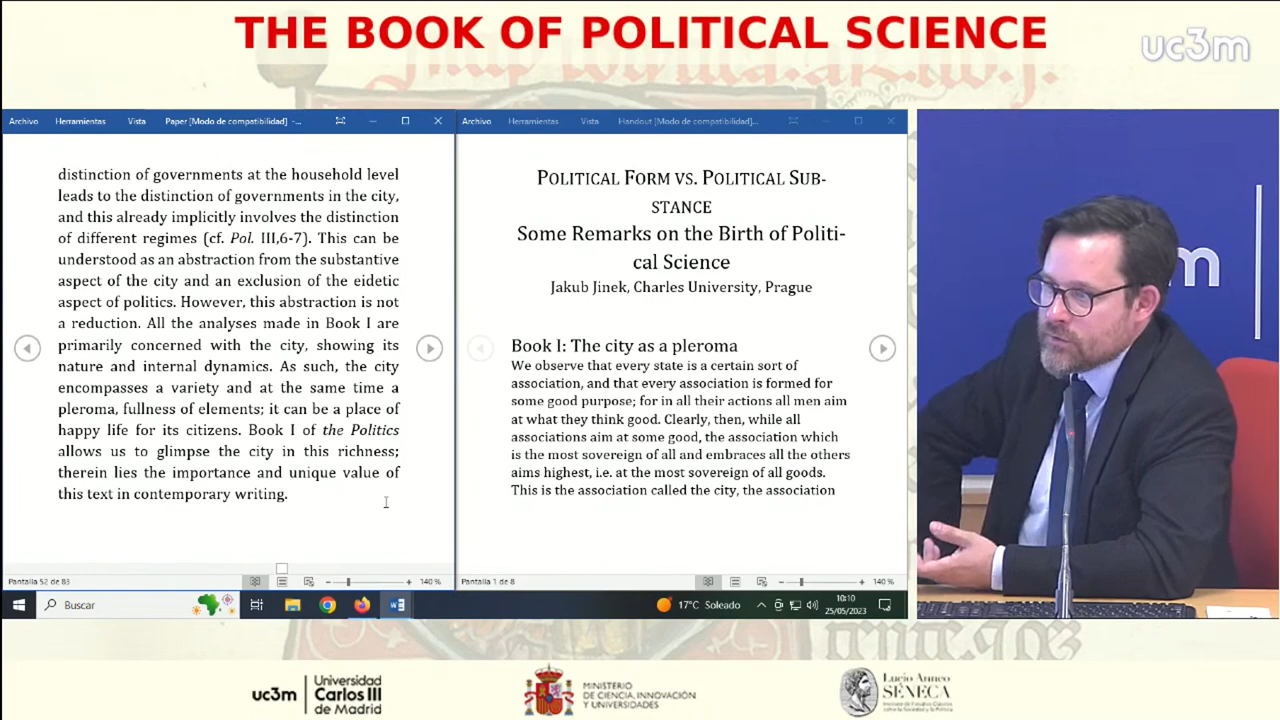 THE BOOK OF POLITICAL SCIENCE
uc3m
Archivo Herramientas Vista Paper [Modo de compatibilidad] -...
distinction of governments at the household level
leads to the distinction of governments in the city,
and this already implicitly involves the distinction
of different regimes (cf. Pol. III,6-7). This can be
understood as an abstraction from the substantive
aspect of the city and an exclusion of the eidetic
aspect of politics. However, this abstraction is not
a reduction. All the analyses made in Book I are
primarily concerned with the city, showing its
nature and internal dynamics. As such, the city
encompasses a variety and at the same time a
pleroma, fullness of elements; it can be a place of
happy life for its citizens. Book I of the Politics
allows us to glimpse the city in this richness;
therein lies the importance and unique value of
this text in contemporary writing.
Pantalla 52 de 83 140 %
Archivo Herramientas Vista Handout [Modo de compatibilidad]...
POLITICAL FORM VS. POLITICAL SUB-
STANCE
Some Remarks on the Birth of Politi-
cal Science
Jakub Jinek, Charles University, Prague
Book I: The city as a pleroma
We observe that every state is a certain sort of
association, and that every association is formed for
some good purpose; for in all their actions all men aim
at what they think good. Clearly, then, while all
associations aim at some good, the association which
is the most sovereign of all and embraces all the others
aims highest, i.e. at the most sovereign of all goods.
This is the association called the city, the association
Pantalla 1 de 8 140 %
m
Buscar
17°C Soleado
10:10
25/05/2023
uc3m
Universidad
Carlos III
de Madrid
MINISTERIO
DE CIENCIA, INNOVACIÓN
Y UNIVERSIDADES
Lucio Anneo
SÉNECA